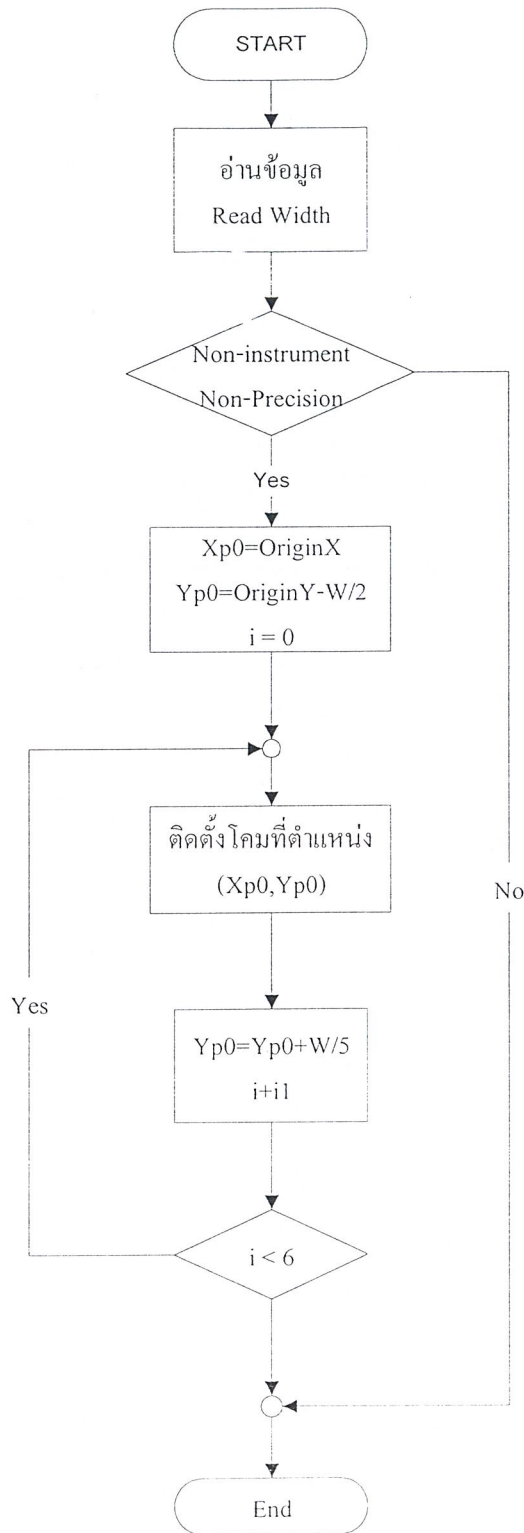 START
อ่านข้อมูล
Read Width
Non-instrument
Non-Precision
Yes
Xp0=OriginX
Yp0=OriginY-W/2
i = 0
ติดตั้งโคมที่ตำแหน่ง
(Xp0,Yp0)
No
Yes
Yp0=Yp0+W/5
i+i1
i < 6
End